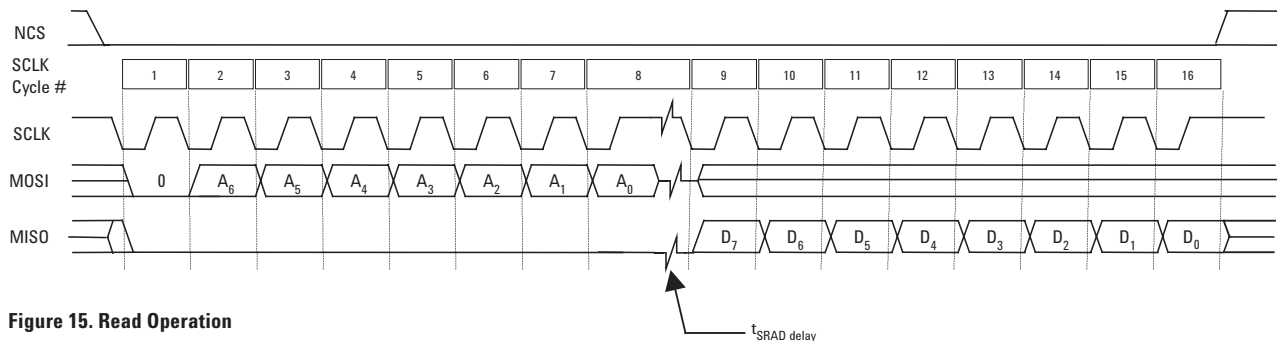 NCS
SCLK
Cycle #
1 2 3 4 5 6 7 8 9 10 11 12 13 14 15 16
SCLK
MOSI 0 A6 A5 A4 A3 A2 A1 A0
MISO D7 D6 D5 D4 D3 D2 D1 D0
Figure 15. Read Operation
tSRAD delay